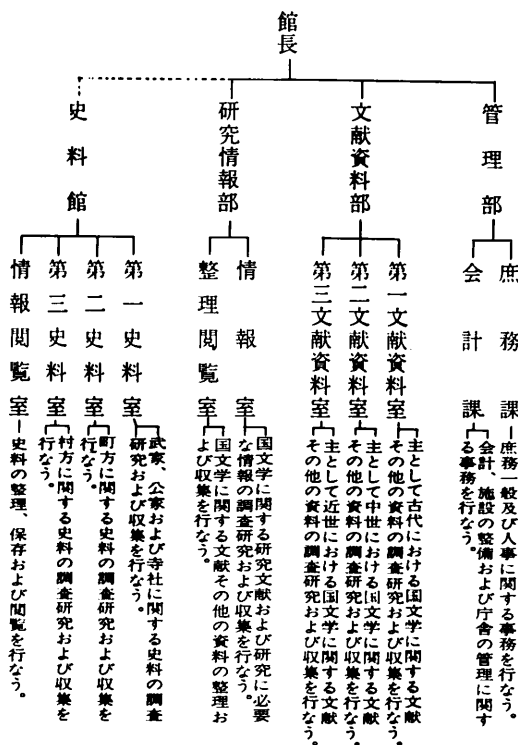 館長
管理部
庶務課
庶務一般及び人事に関する事務を行なう。
会計課
会計、施設の整備および庁舎の管理に関す
る事務を行なう。
文献資料部
第一文献資料室
主として古代における国文学に関する文献
その他の資料の調査研究および収集を行なう。
第二文献資料室
主として中世における国文学に関する文献
その他の資料の調査研究および収集を行なう。
第三文献資料室
主として近世における国文学に関する文献
その他の資料の調査研究および収集を行なう。
研究情報部
情報室
国文学に関する研究文献および研究に必要
な情報の調査研究および収集を行なう。
整理閲覧室
国文学に関する文献その他の資料の整理お
よび収集を行なう。
史料館
第一史料室
武家、公家および寺社に関する史料の調査
研究および収集を行なう。
第二史料室
町方に関する史料の調査研究および収集を
行なう。
第三史料室
村方に関する史料の調査研究および収集を
行なう。
情報閲覧室
史料の整理、保存および閲覧を行なう。